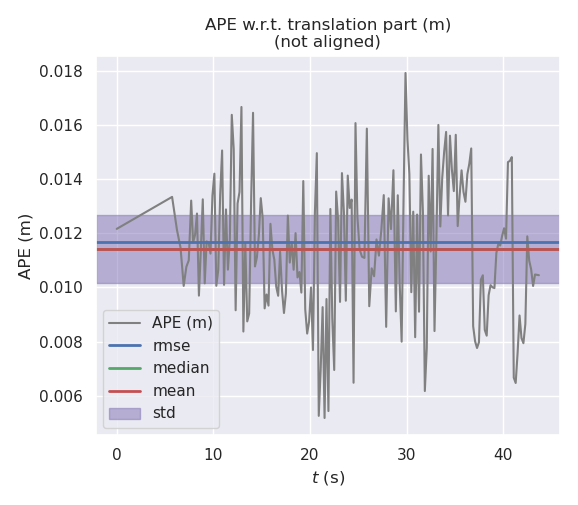 APE w.r.t. translation part (m)
(not aligned)
0.018
0.016
0.014
0.012
0.010
0.008
0.006
APE (m)
APE (m)
rmse
median
mean
std
0 10 20 30 40
t (s)